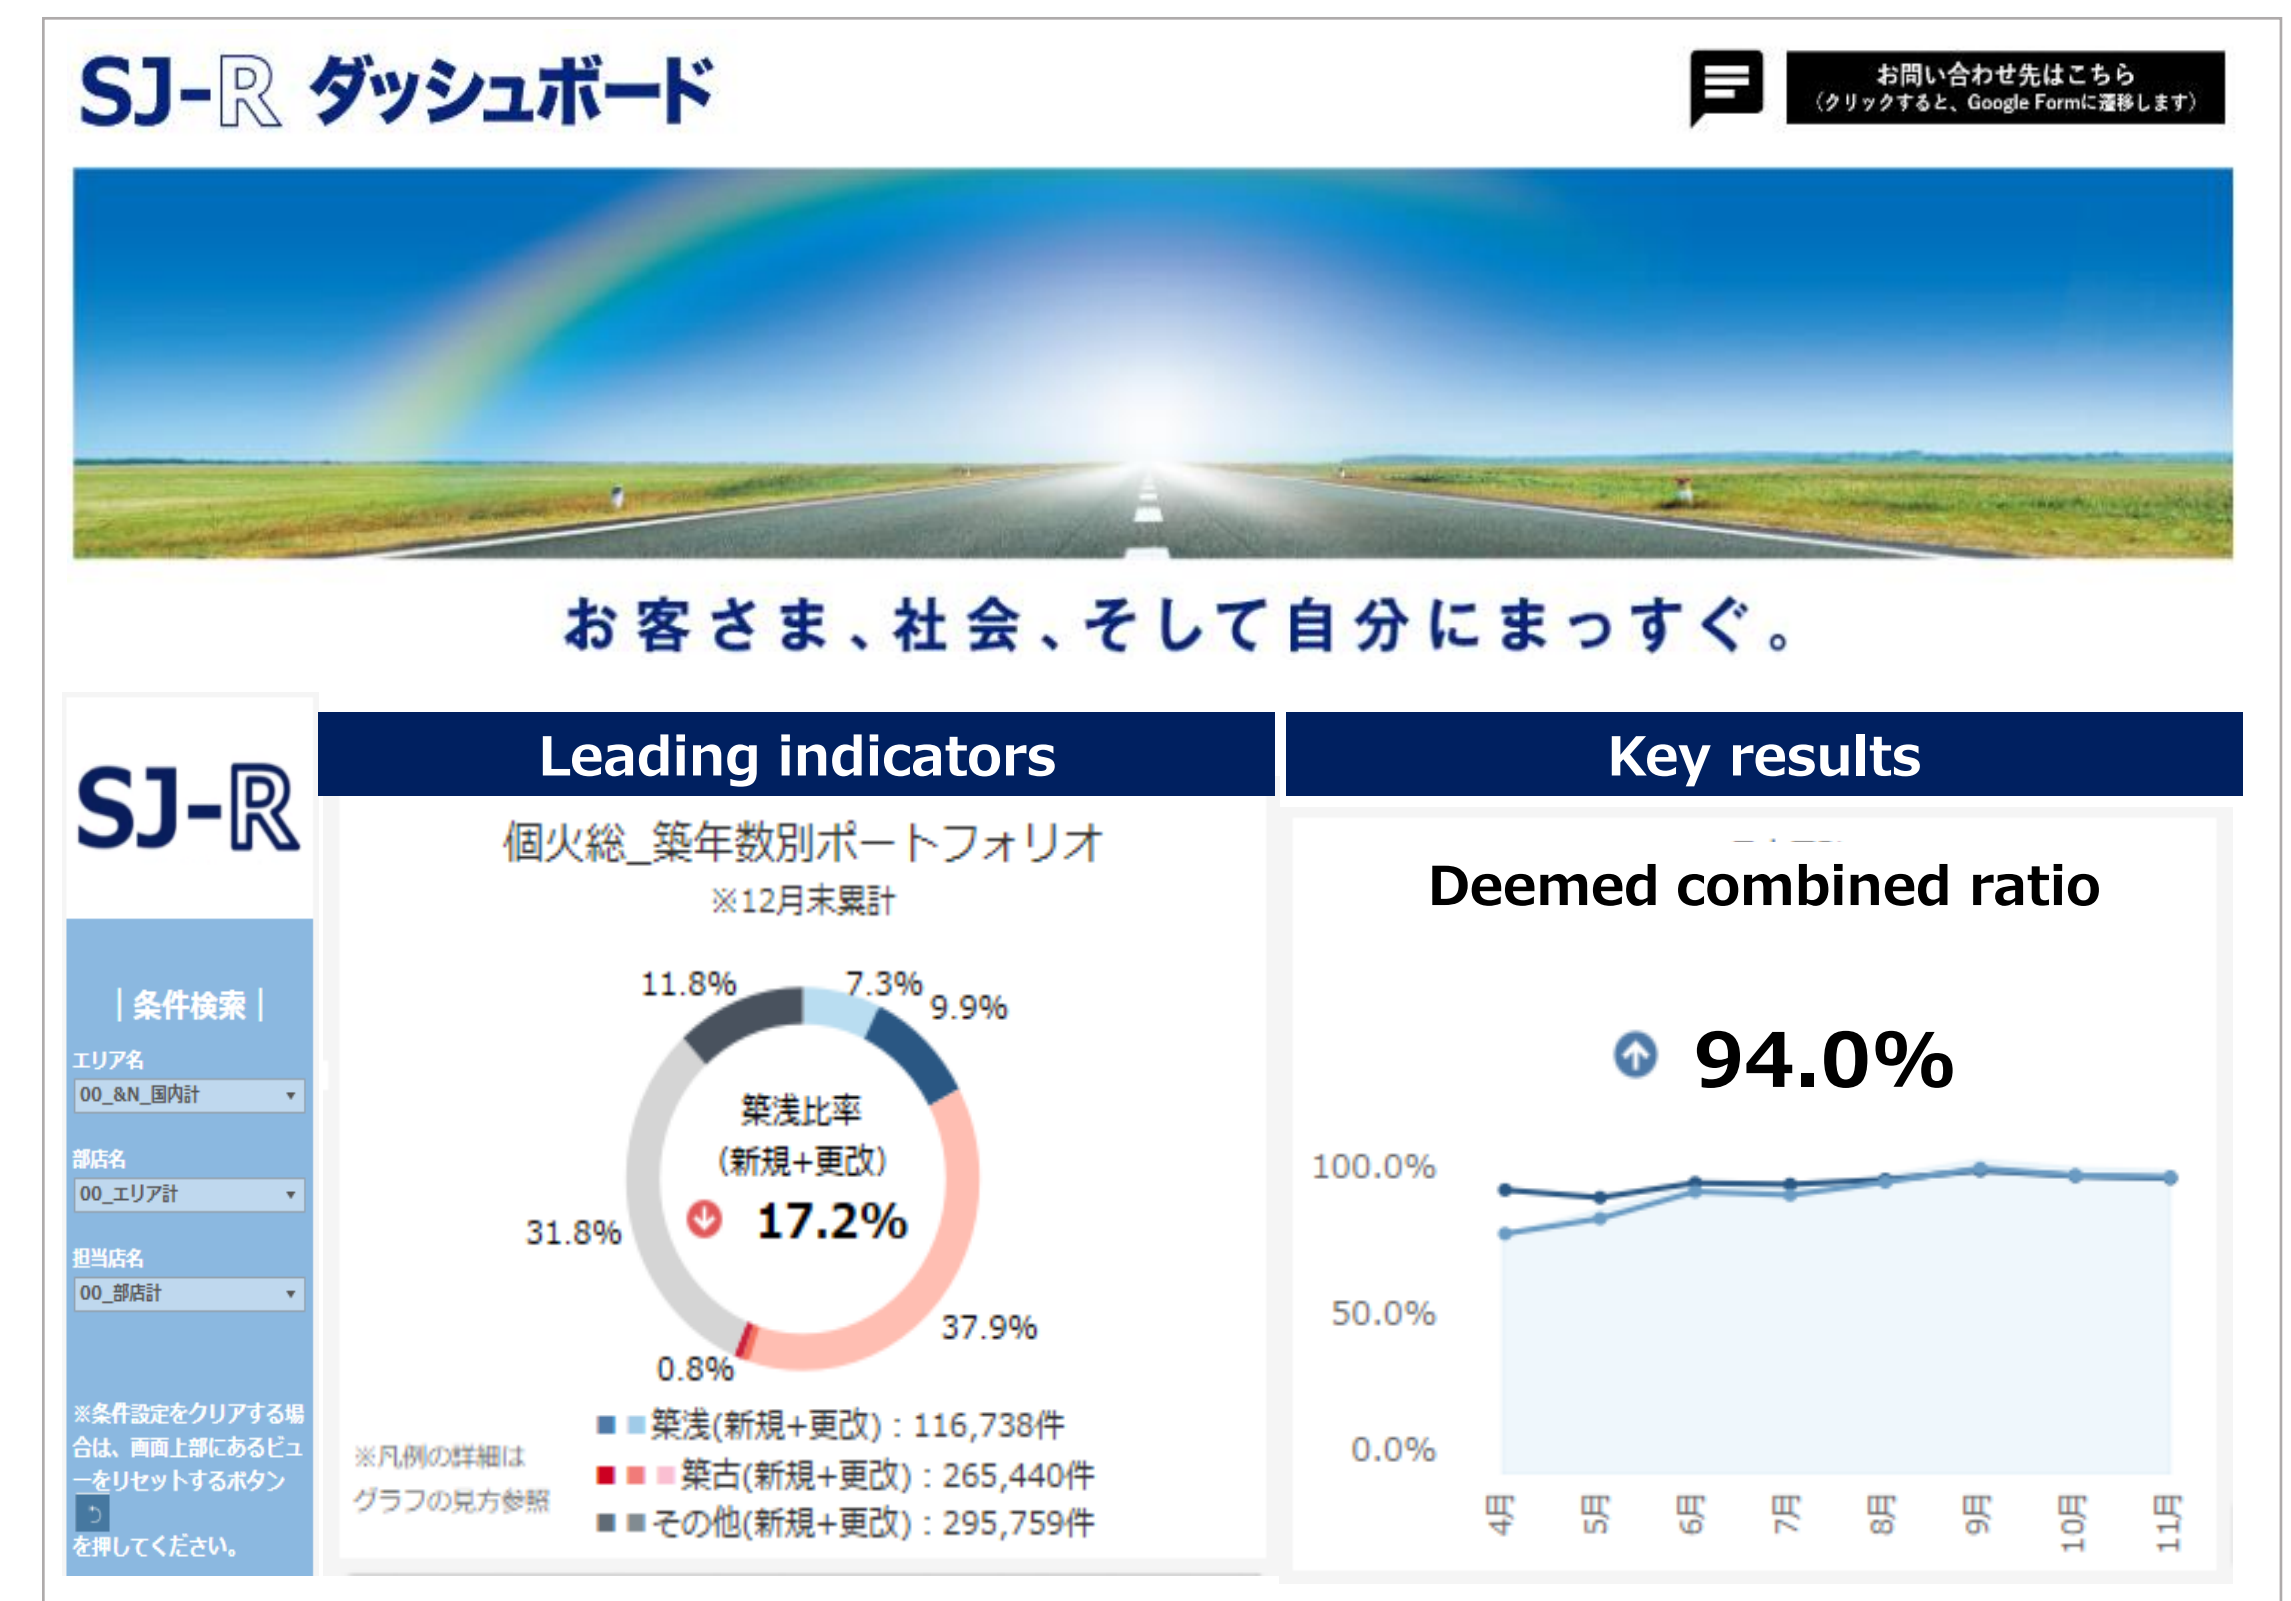 SJ-R ダッシュボード
お問い合わせ先はこちら
（クリックすると、Google Formに遷移します）
お客さま、社会、そして自分にまっすぐ。
SJ-R
|条件検索|
エリア名
00_&N_国内計
部店名
00_エリア計
担当店名
00_部店計
※条件設定をクリアする場
合は、画面上部にあるビュ
ーをリセットするボタン
を押してください。
Leading indicators
個火総_築年数別ポートフォリオ
※12月末累計
11.8%
7.3%
9.9%
築浅比率
（新規+更改）
17.2%
31.8%
37.9%
0.8%
築浅(新規+更改)：116,738件
築古(新規+更改)：265,440件
その他(新規+更改)：295,759件
※凡例の詳細は
グラフの見方参照
Key results
Deemed combined ratio
94.0%
100.0%
50.0%
0.0%
4月
5月
6月
7月
8月
9月
10月
11月